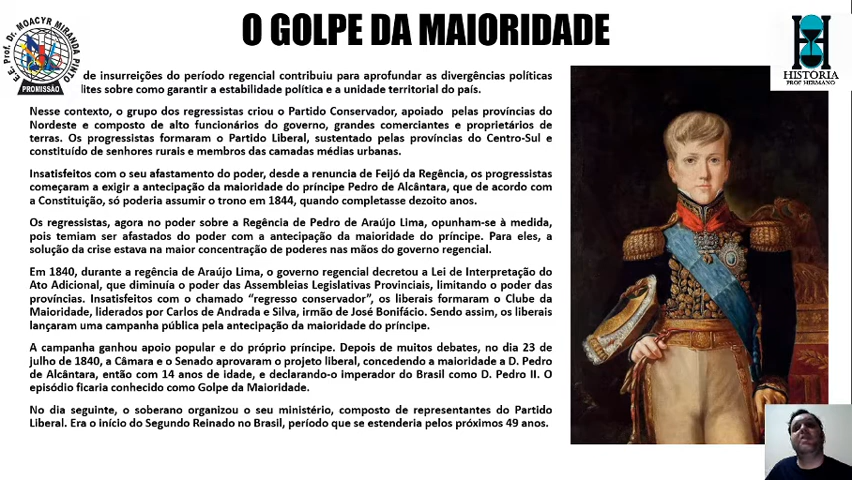 O GOLPE DA MAIORIDADE
E.E. Prof. Dr. MOACYR MIRANDA PINTO
PROMISSÃO
HISTORIA
PROF HERMANO
de insurreições do período regencial contribuiu para aprofundar as divergências políticas
lites sobre como garantir a estabilidade política e a unidade territorial do país.
Nesse contexto, o grupo dos regressistas criou o Partido Conservador, apoiado pelas províncias do
Nordeste e composto de alto funcionários do governo, grandes comerciantes e proprietários de
terras. Os progressistas formaram o Partido Liberal, sustentado pelas províncias do Centro-Sul e
constituído de senhores rurais e membros das camadas médias urbanas.
Insatisfeitos com o seu afastamento do poder, desde a renuncia de Feijó da Regência, os progressistas
começaram a exigir a antecipação da maioridade do príncipe Pedro de Alcântara, que de acordo com
a Constituição, só poderia assumir o trono em 1844, quando completasse dezoito anos.
Os regressistas, agora no poder sobre a Regência de Pedro de Araújo Lima, opunham-se à medida,
pois temiam ser afastados do poder com a antecipação da maioridade do príncipe. Para eles, a
solução da crise estava na maior concentração de poderes nas mãos do governo regencial.
Em 1840, durante a regência de Araújo Lima, o governo regencial decretou a Lei de Interpretação do
Ato Adicional, que diminuía o poder das Assembleias Legislativas Provinciais, limitando o poder das
províncias. Insatisfeitos com o chamado “regresso conservador”, os liberais formaram o Clube da
Maioridade, liderados por Carlos de Andrada e Silva, irmão de José Bonifácio. Sendo assim, os liberais
lançaram uma campanha pública pela antecipação da maioridade do príncipe.
A campanha ganhou apoio popular e do próprio príncipe. Depois de muitos debates, no dia 23 de
julho de 1840, a Câmara e o Senado aprovaram o projeto liberal, concedendo a maioridade a D. Pedro
de Alcântara, então com 14 anos de idade, e declarando-o imperador do Brasil como D. Pedro II. O
episódio ficaria conhecido como Golpe da Maioridade.
No dia seguinte, o soberano organizou o seu ministério, composto de representantes do Partido
Liberal. Era o início do Segundo Reinado no Brasil, período que se estenderia pelos próximos 49 anos.